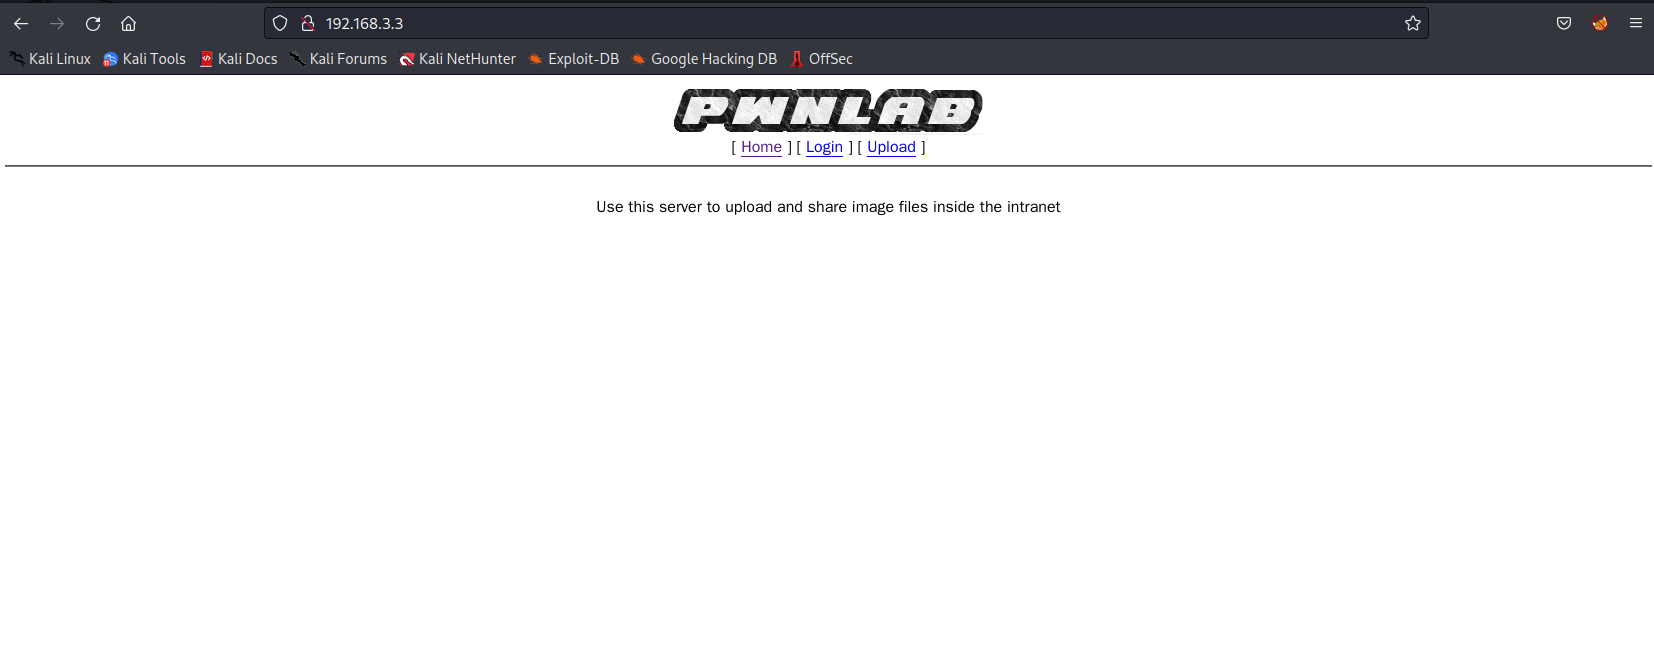 192.168.3.3
Kali Linux Kali Tools Kali Docs Kali Forums Kali NetHunter Exploit-DB Google Hacking DB OffSec
PWNLAB
[ Home ] [ Login ] [ Upload ]
Use this server to upload and share image files inside the intranet